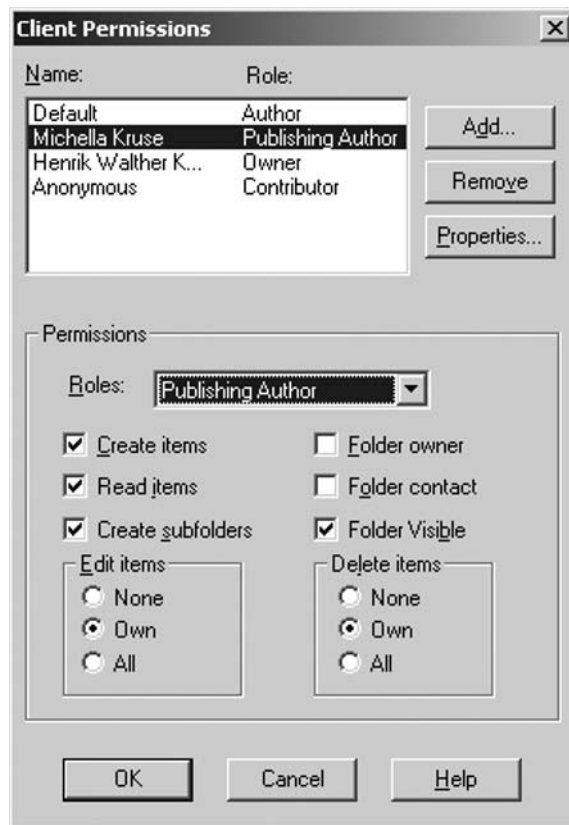 Client Permissions
Name: Role:
Default Author
Michella Kruse Publishing Author
Henrik Walther K... Owner
Anonymous Contributor
Add...
Remove
Properties...
Permissions
Roles: Publishing Author
Create items Folder owner
Read items Folder contact
Create subfolders Folder Visible
Edit items Delete items
None None
Own Own
All All
OK Cancel Help